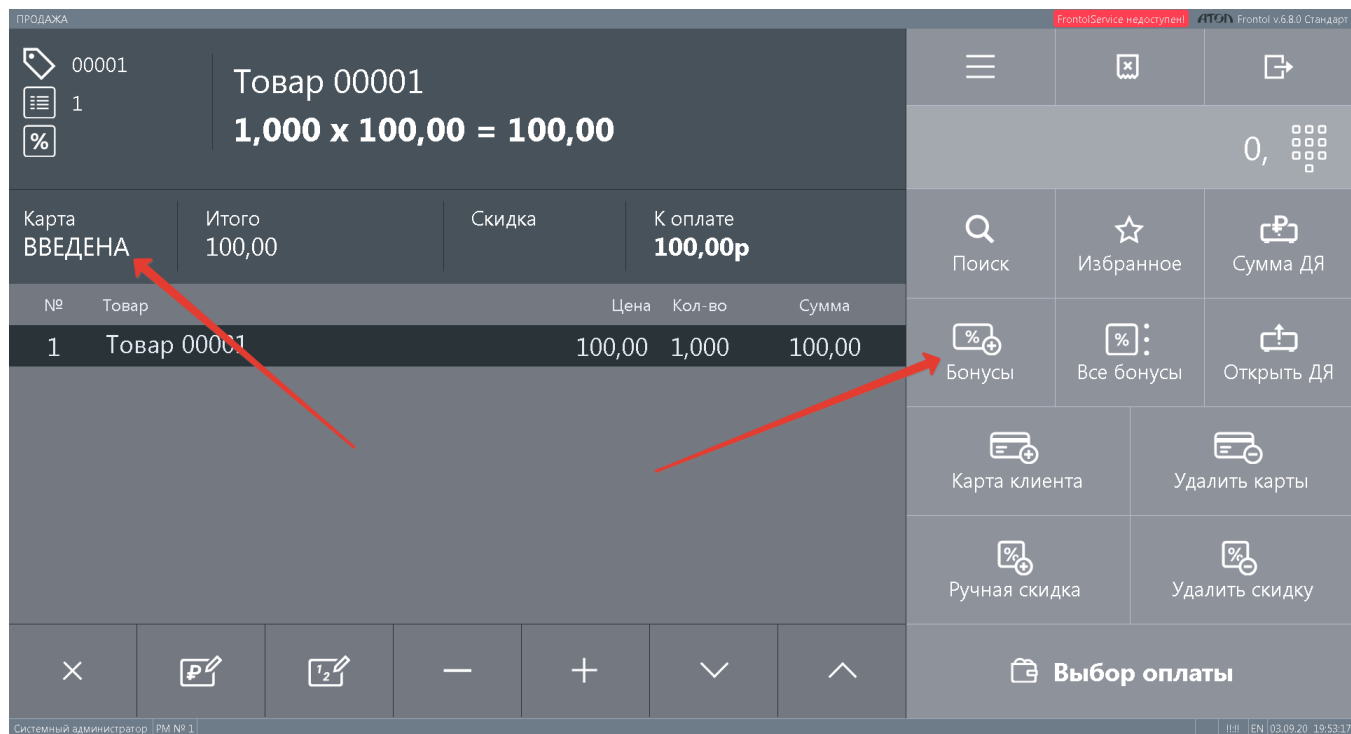 ПРОДАЖА
FrontolService недоступен! ATOL Frontol v.6.8.0 Стандарт
00001
1
%
Товар 00001
1,000 x 100,00 = 100,00
0,
Карта Итого Скидка К оплате
ВВЕДЕНА 100,00 100,00р
№ Товар Цена Кол-во Сумма
1 Товар 00001 100,00 1,000 100,00
Поиск Избранное Сумма ДЯ
Бонусы Все бонусы Открыть ДЯ
Карта клиента Удалить карты
Ручная скидка Удалить скидку
Выбор оплаты
Системный администратор РМ № 1 !!:!! EN 03.09.20 19:53:17